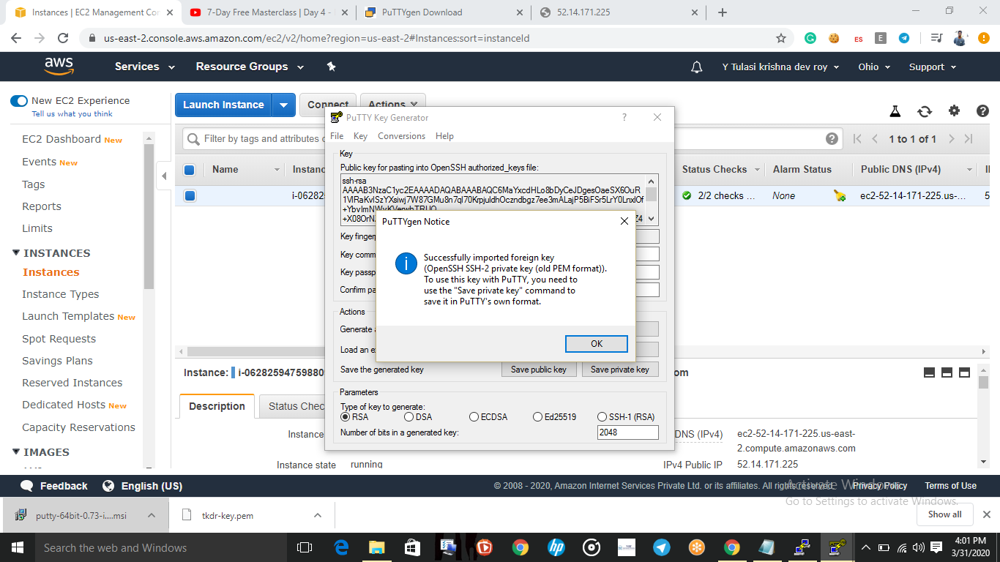 Instances | EC2 Management Con
7-Day Free Masterclass | Day 4 -
PuTTYgen Download
52.14.171.225
us-east-2.console.aws.amazon.com/ec2/v2/home?region=us-east-2#Instances:sort=instanceId
ES
E
aws
Services
Resource Groups
Y Tulasi krishna dev roy
Ohio
Support
New EC2 Experience
Tell us what you think
Launch Instance
Connect
Actions
EC2 Dashboard New
Events New
Tags
Reports
Limits
INSTANCES
Instances
Instance Types
Launch Templates New
Spot Requests
Savings Plans
Reserved Instances
Dedicated Hosts New
Capacity Reservations
IMAGES
Filter by tags and attributes
1 to 1 of 1
Name
Instanc
Status Checks
Alarm Status
Public DNS (IPv4)
i-06282
2/2 checks ...
None
ec2-52-14-171-225.us-...
5
PuTTY Key Generator
?
File Key Conversions Help
Key
Public key for pasting into OpenSSH authorized_keys file:
ssh-rsa
Key comm
Key passp
Confirm pa
Actions
Generate a
Load an ex
Save the generated key
Save public key
Save private key
Parameters
Type of key to generate:
RSA
DSA
ECDSA
Ed25519
SSH-1 (RSA)
Number of bits in a generated key:
2048
PuTTYgen Notice
Successfully imported foreign key
(OpenSSH SSH-2 private key (old PEM format)).
To use this key with PuTTY, you need to
use the "Save private key" command to
save it in PuTTY's own format.
OK
Instance:
i-0628259475988
om
Description
Status Chec
Instance
DNS (IPv4)
ec2-52-14-171-225.us-east-
2.compute.amazonaws.com
Instance state
running
IPv4 Public IP
52.14.171.225
Feedback
English (US)
© 2008 - 2020, Amazon Internet Services Private Ltd. or its affiliates. All rights reserved.
Privacy Policy
Terms of Use
Activate Windows
Go to Settings to activate Windows.
putty-64bit-0.73-i....msi
tkdr-key.pem
Show all
Search the web and Windows
hp
4:01 PM
3/31/2020